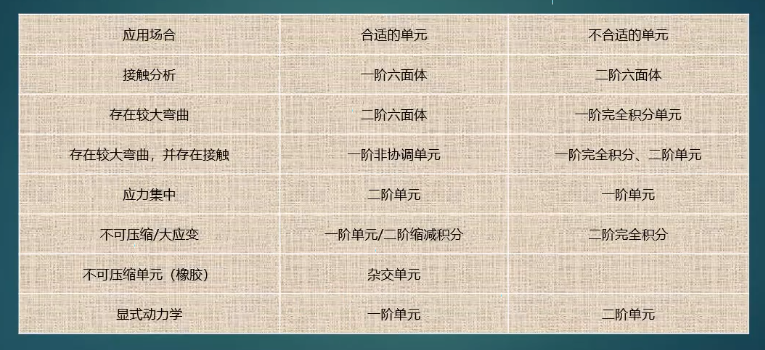 应用场合 合适的单元 不合适的单元
接触分析 一阶六面体 二阶六面体
存在较大弯曲 二阶六面体 一阶完全积分单元
存在较大弯曲，并存在接触 一阶非协调单元 一阶完全积分、二阶单元
应力集中 二阶单元 一阶单元
不可压缩/大应变 一阶单元/二阶缩减积分 二阶完全积分
不可压缩单元（橡胶） 杂交单元
显式动力学 一阶单元 二阶单元